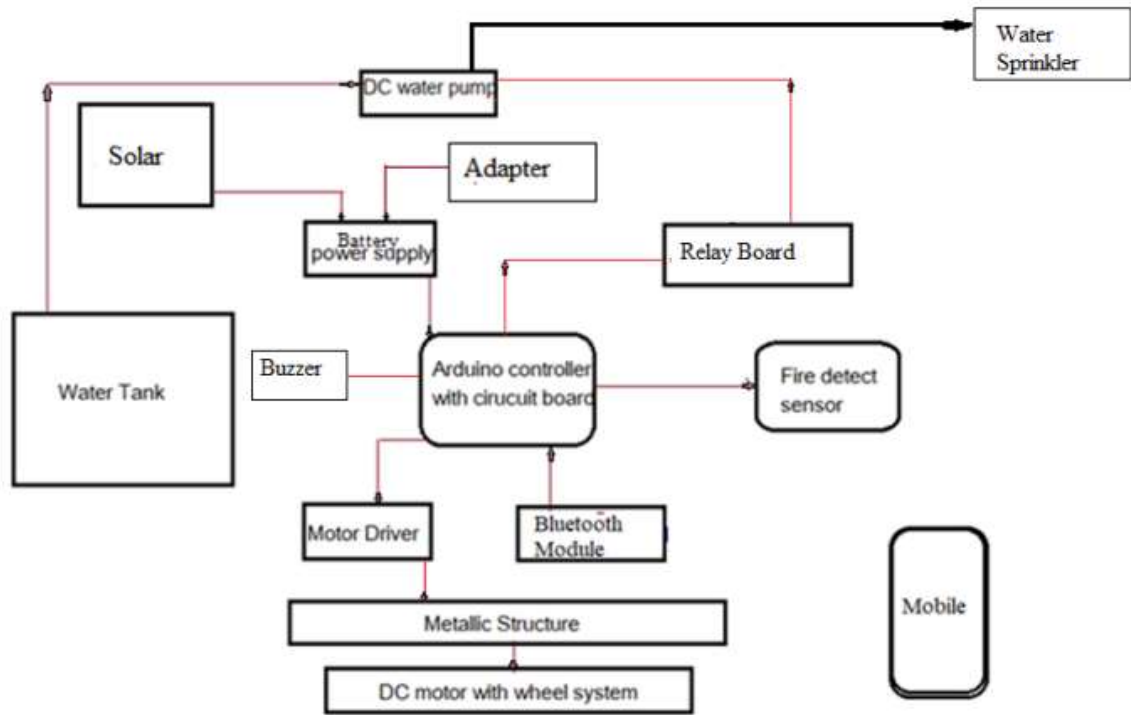 Water
Sprinkler
DC water pump
Solar
Adapter
Battery
power sdpply
Relay Board
Water Tank
Buzzer
Arduino controller
with cirucuit board
Fire detect
sensor
Motor Driver
Bluetooth
Module
Mobile
Metallic Structure
DC motor with wheel system